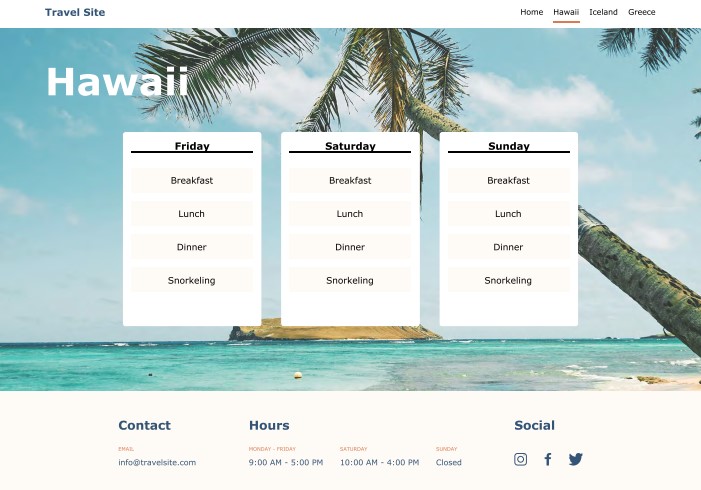 Travel Site
Home Hawaii Iceland Greece
Hawaii
Friday
Breakfast
Lunch
Dinner
Snorkeling
Saturday
Breakfast
Lunch
Dinner
Snorkeling
Sunday
Breakfast
Lunch
Dinner
Snorkeling
Contact
EMAIL
info@travelsite.com
Hours
MONDAY - FRIDAY
9:00 AM - 5:00 PM
SATURDAY
10:00 AM - 4:00 PM
SUNDAY
Closed
Social